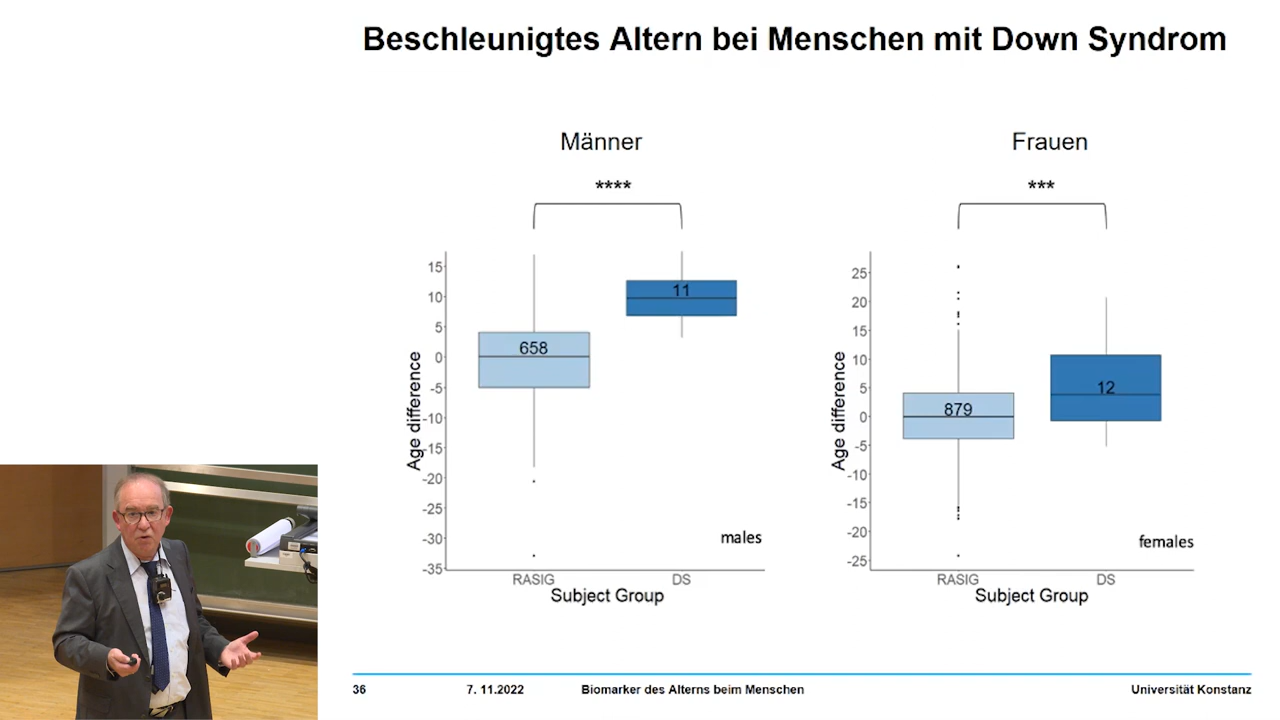 Beschleunigtes Altern bei Menschen mit Down Syndrom
Männer
****
15
10
5
0
-5
-10
-15
-20
-25
-30
-35
Age difference
658
11
males
RASIG
DS
Subject Group
Frauen
***
25
20
15
10
5
0
-5
-10
-15
-20
-25
Age difference
879
12
females
RASIG
DS
Subject Group
36
7. 11.2022
Biomarker des Alterns beim Menschen
Universität Konstanz